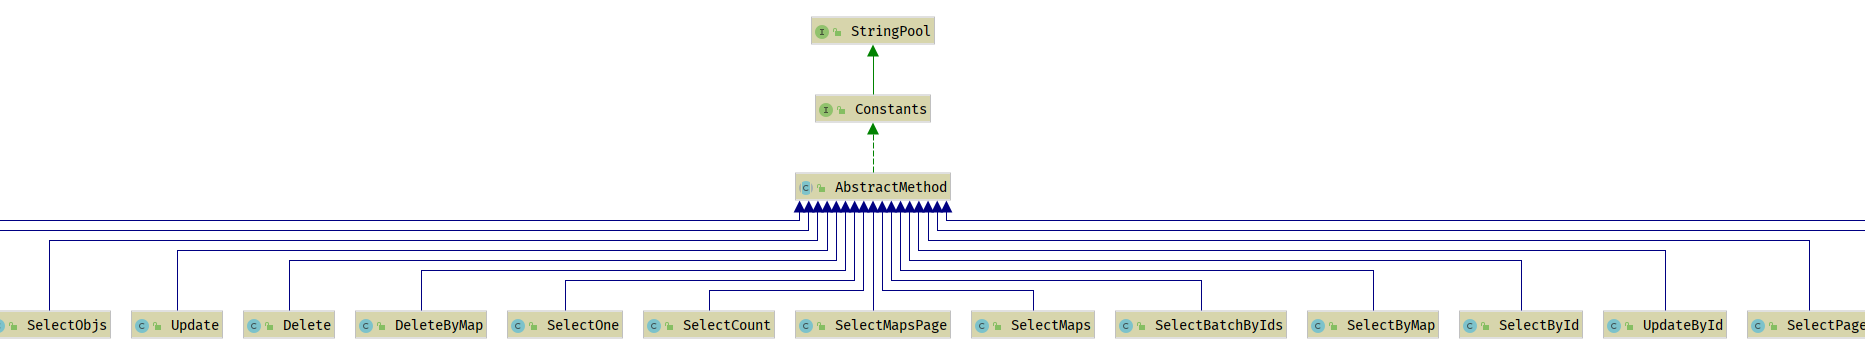 StringPool
Constants
AbstractMethod
SelectObjs
Update
Delete
DeleteByMap
SelectOne
SelectCount
SelectMapsPage
SelectMaps
SelectBatchByIds
SelectByMap
SelectById
UpdateById
SelectPage